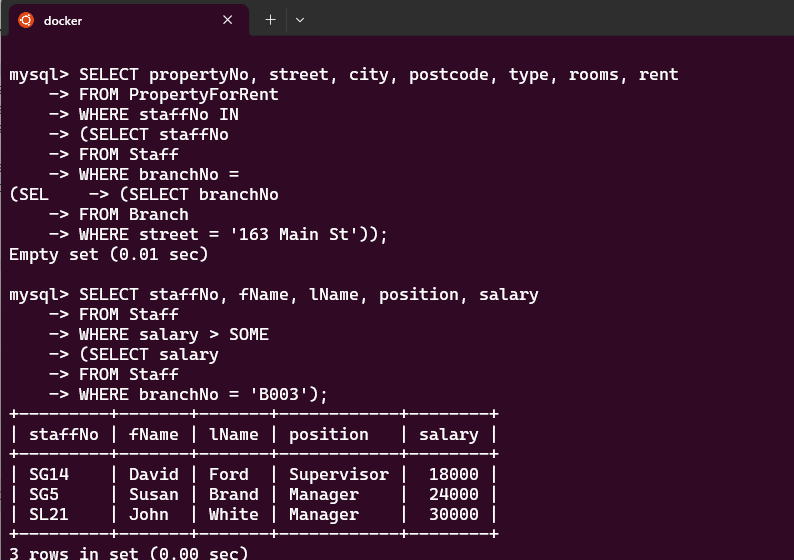 docker
mysql> SELECT propertyNo, street, city, postcode, type, rooms, rent
    -> FROM PropertyForRent
    -> WHERE staffNo IN
    -> (SELECT staffNo
    -> FROM Staff
    -> WHERE branchNo =
(SEL    -> (SELECT branchNo
    -> FROM Branch
    -> WHERE street = '163 Main St'));
Empty set (0.01 sec)
mysql> SELECT staffNo, fName, lName, position, salary
    -> FROM Staff
    -> WHERE salary > SOME
    -> (SELECT salary
    -> FROM Staff
    -> WHERE branchNo = 'B003');
+---------+-------+-------+------------+--------+
| staffNo | fName | lName | position   | salary |
+---------+-------+-------+------------+--------+
| SG14    | David | Ford  | Supervisor |  18000 |
| SG5     | Susan | Brand | Manager    |  24000 |
| SL21    | John  | White | Manager    |  30000 |
+---------+-------+-------+------------+--------+
3 rows in set (0.00 sec)